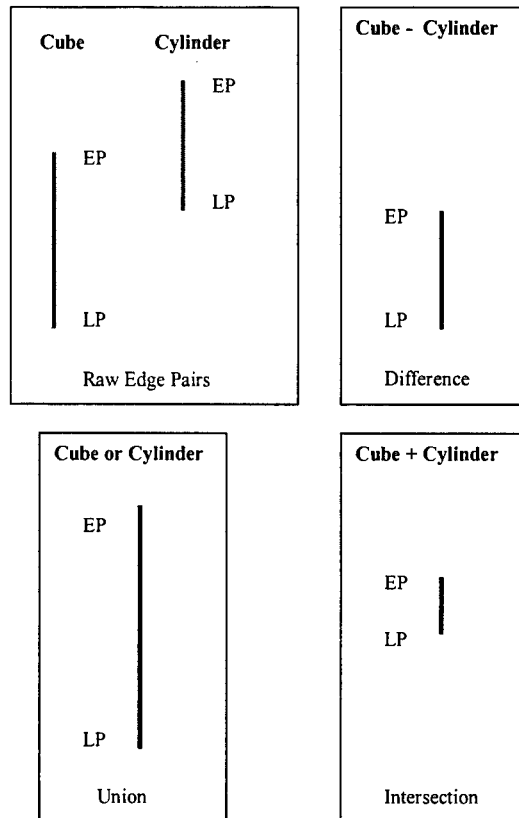 Cube Cylinder
EP
EP
LP
LP
Raw Edge Pairs
Cube - Cylinder
EP
LP
Difference
Cube or Cylinder
EP
LP
Union
Cube + Cylinder
EP
LP
Intersection